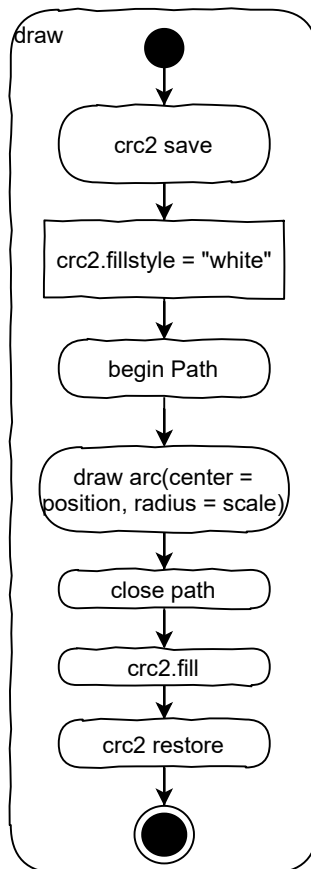 draw
crc2 save
crc2.fillstyle = "white"
begin Path
draw arc(center =
position, radius = scale)
close path
crc2.fill
crc2 restore